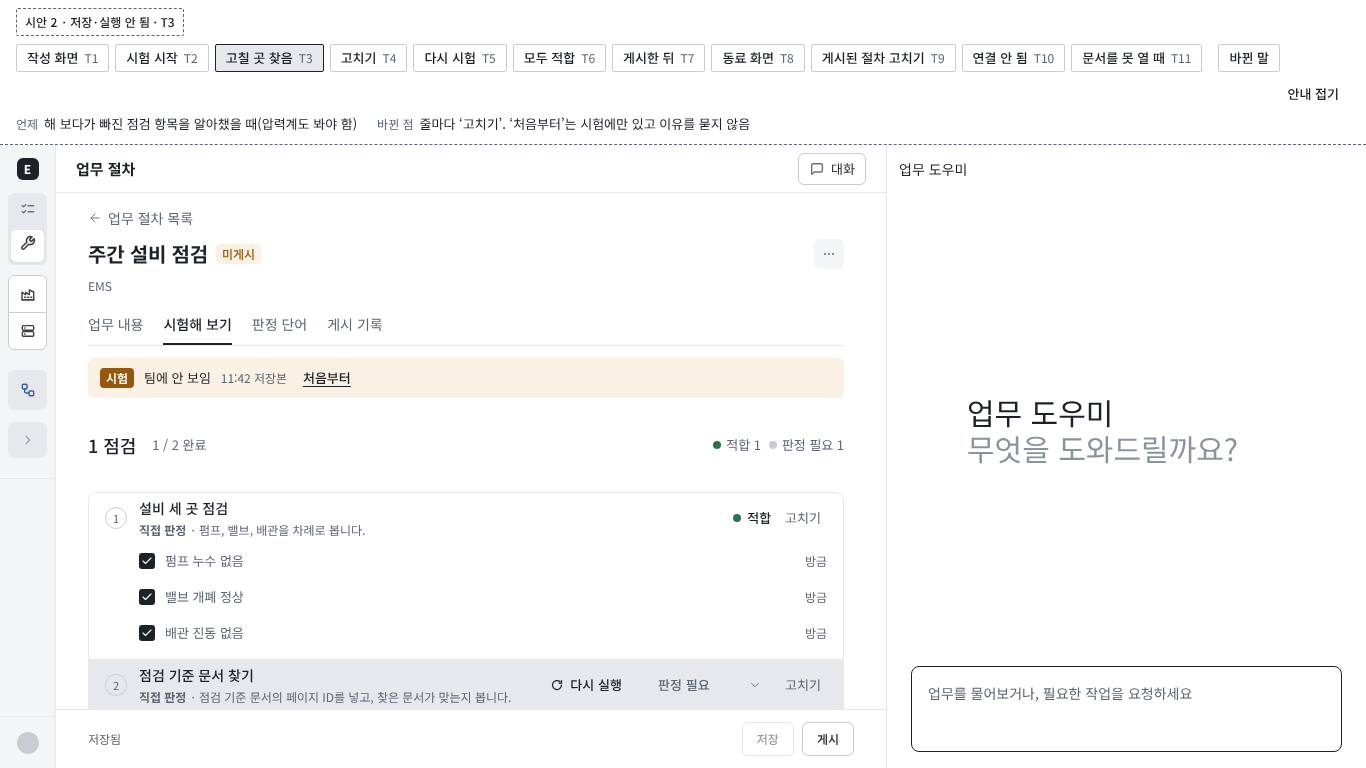 시안 2 · 저장·실행 안 됨 · T3
작성 화면 T1 시험 시작 T2 고칠 곳 찾음 T3 고치기 T4 다시 시험 T5 모두 적합 T6 게시한 뒤 T7 동료 화면 T8 게시된 절차 고치기 T9 연결 안 됨 T10 문서를 못 열 때 T11 바뀐 말
안내 접기
언제 해 보다가 빠진 점검 항목을 알아챘을 때(압력계도 봐야 함) 바뀐 점 줄마다 ‘고치기’. ‘처음부터’는 시험에만 있고 이유를 묻지 않음
E
업무 절차
대화
업무 도우미
업무 절차 목록
주간 설비 점검 미게시
EMS
업무 내용 시험해 보기 판정 단어 게시 기록
시험 팀에 안 보임 11:42 저장본 처음부터
1 점검 1 / 2 완료 적합 1 판정 필요 1
1 설비 세 곳 점검 적합 고치기
직접 판정 · 펌프, 밸브, 배관을 차례로 봅니다.
펌프 누수 없음 방금
밸브 개폐 정상 방금
배관 진동 없음 방금
2 점검 기준 문서 찾기 다시 실행 판정 필요 고치기
직접 판정 · 점검 기준 문서의 페이지 ID를 넣고, 찾은 문서가 맞는지 봅니다.
저장됨 저장 게시
업무 도우미
무엇을 도와드릴까요?
업무를 물어보거나, 필요한 작업을 요청하세요